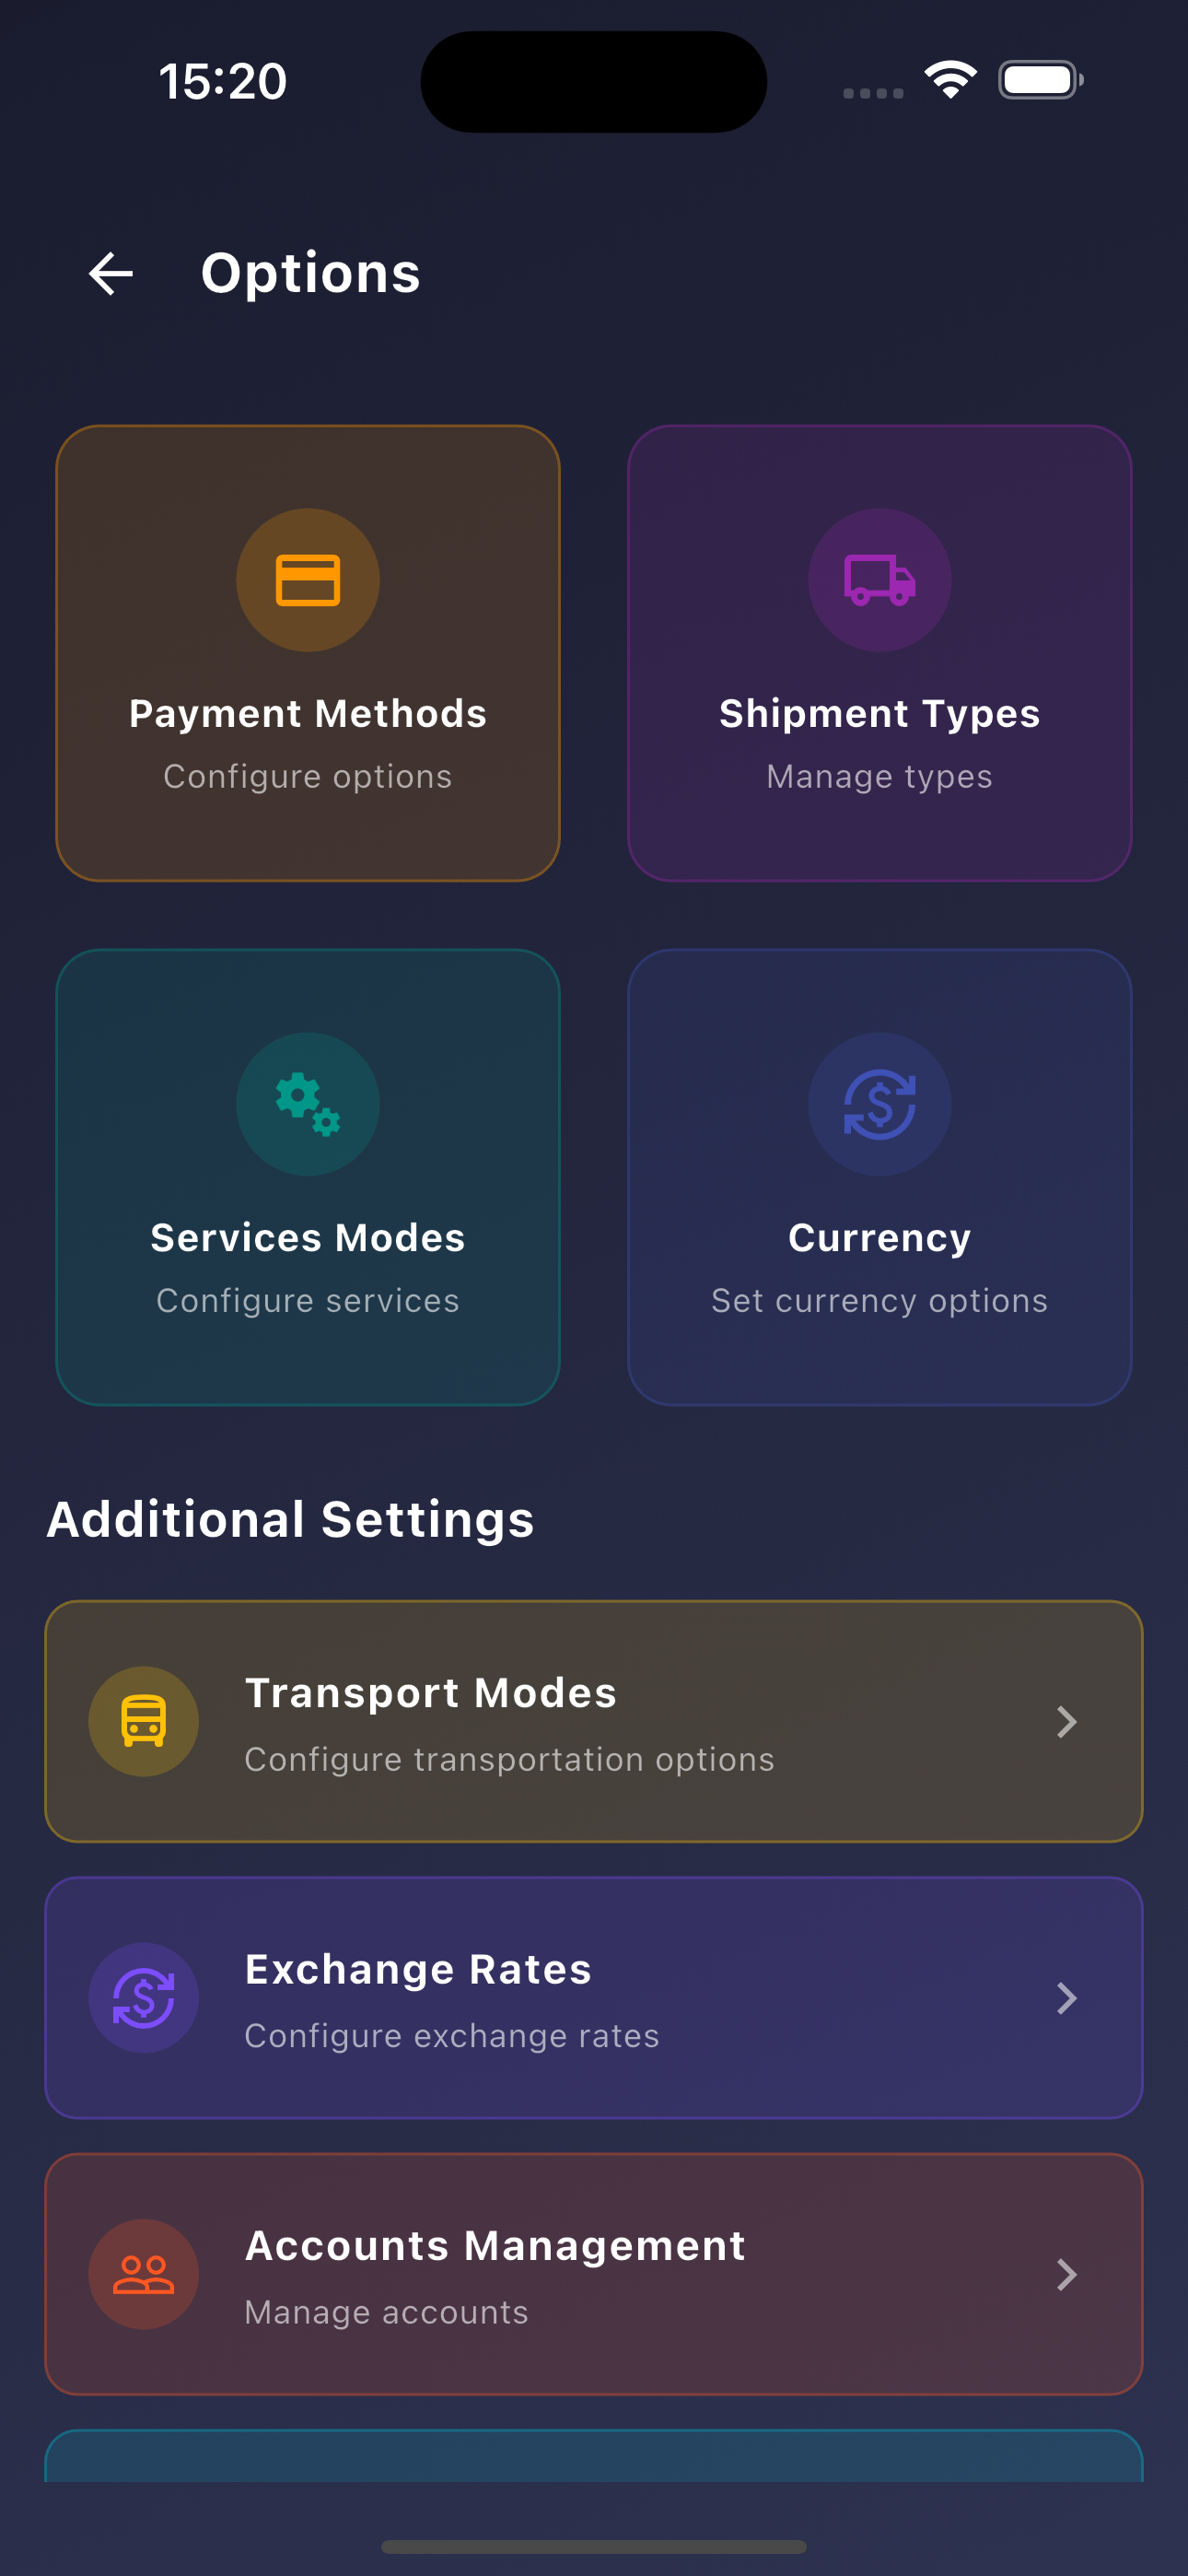 15:20
Options
Payment Methods
Configure options
Shipment Types
Manage types
Services Modes
Configure services
Currency
Set currency options
Additional Settings
Transport Modes
Configure transportation options
Exchange Rates
Configure exchange rates
Accounts Management
Manage accounts